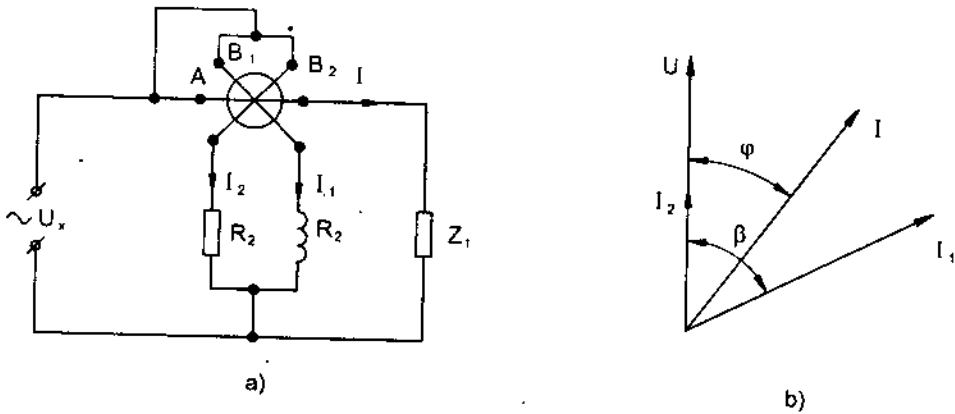 B₁
B₂
A
I
I₂
I₁
~Uₓ
R₂
R₂
Z₁
a)
U
I
φ
I₂
β
I₁
b)